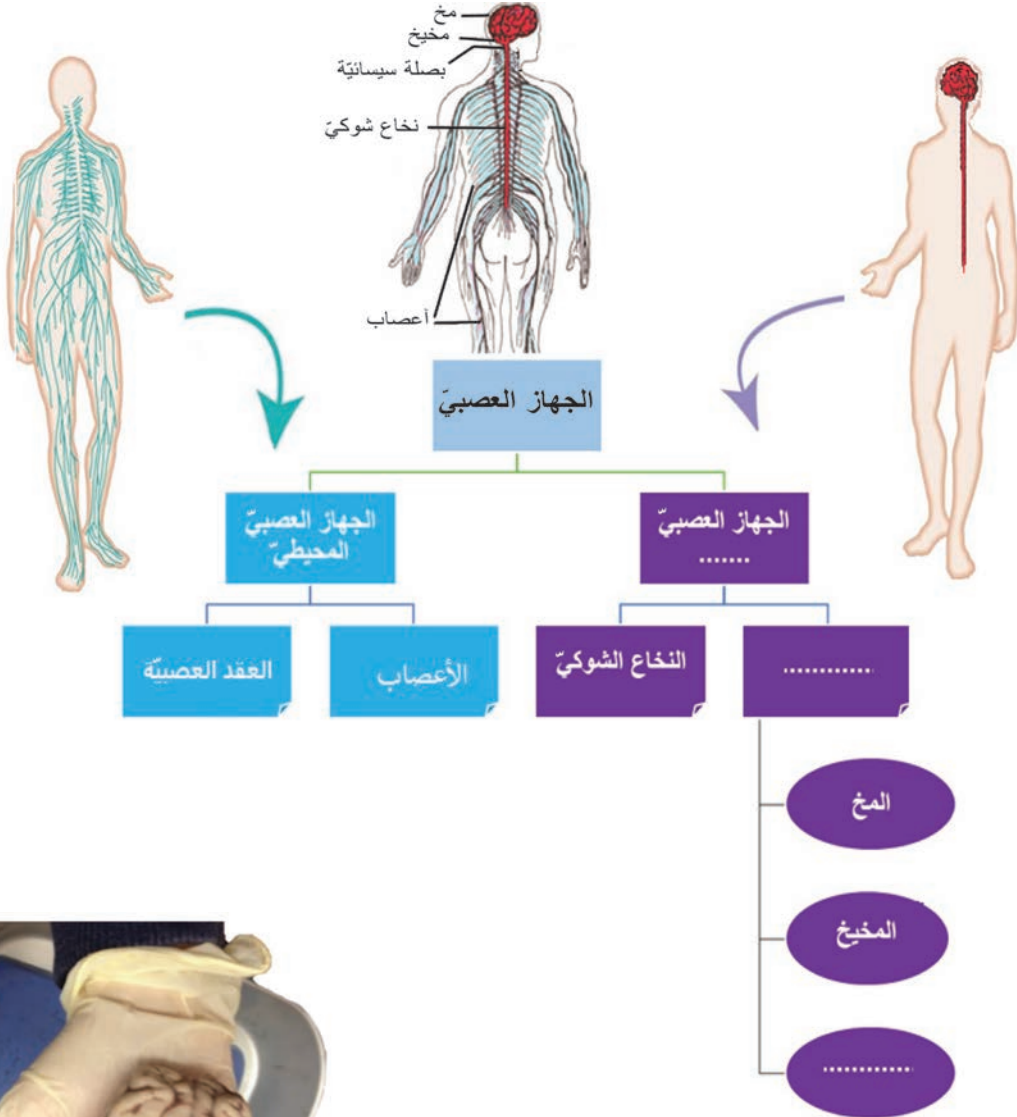 مخ
مخيخ
بصلة سيسائيّة
نخاع شوكيّ
أعصاب
الجهاز العصبيّ
الجهاز العصبيّ
.......
الجهاز العصبيّ
المحيطيّ
.............
النخاع الشوكيّ
الأعصاب
العقد العصبيّة
المخ
المخيخ
.............